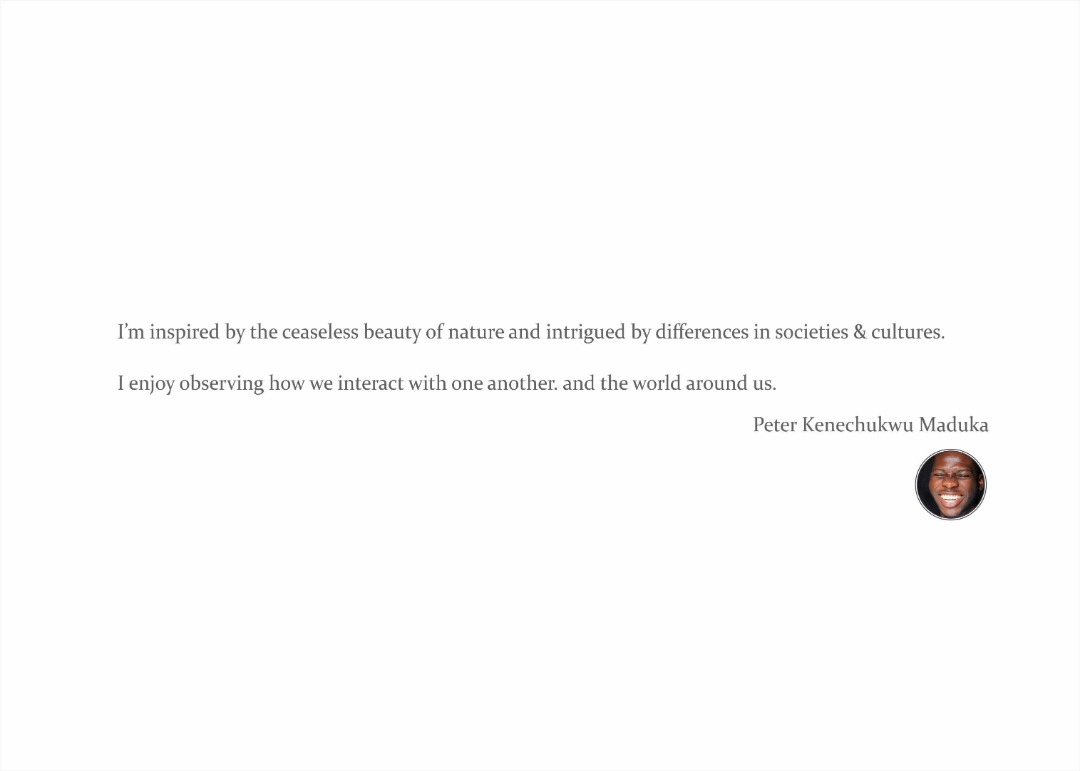 I’m inspired by the ceaseless beauty of nature and intrigued by differences in societies & cultures.
I enjoy observing how we interact with one another. and the world around us.
Peter Kenechukwu Maduka